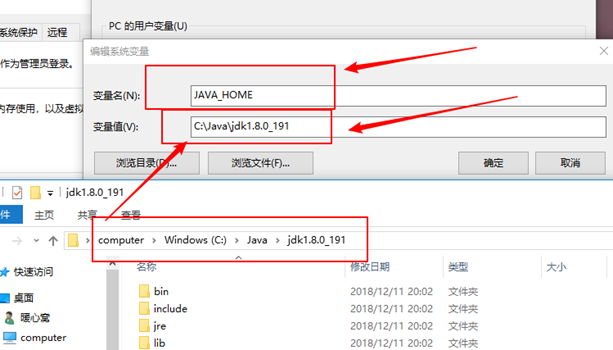 PC 的用户变量(U)
系统保护 远程
编辑系统变量
作为管理员登录。
变量名(N):
JAVA_HOME
内存使用，以及虚拟
变量值(V):
C:\Java\jdk1.8.0_191
浏览目录(D)...
浏览文件(F)...
确定
取消
jdk1.8.0_191
件 主页 共享 查看
computer > Windows (C:) > Java > jdk1.8.0_191
名称 修改日期 类型 大小
快速访问
bin 2018/12/11 20:02 文件夹
桌面
include 2018/12/11 20:02 文件夹
暖心窝
jre 2018/12/11 20:02 文件夹
computer
lib 2018/12/11 20:02 文件夹